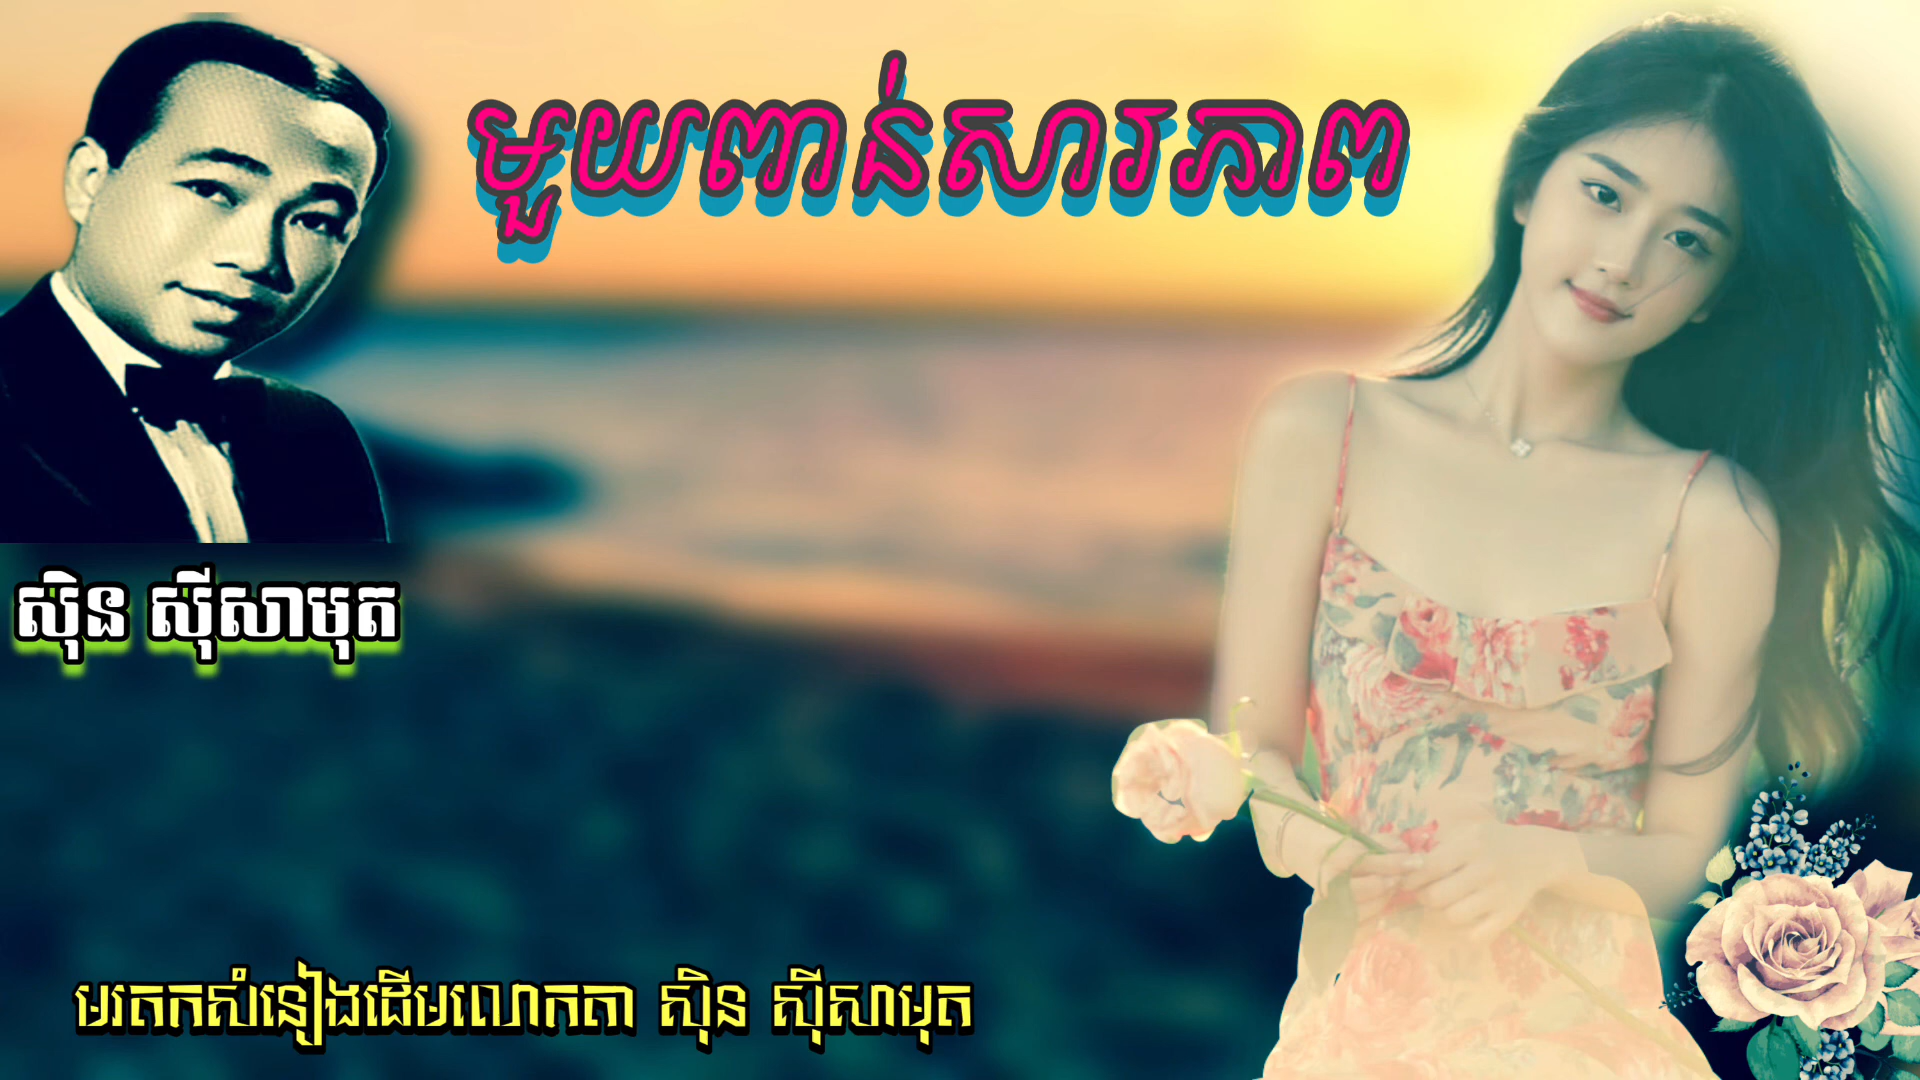 មួយពាន់សារភាព
ស៊ិន ស៊ីសាមុត
មរតកសំនៀងដើមលោកតា ស៊ិន ស៊ីសាមុត